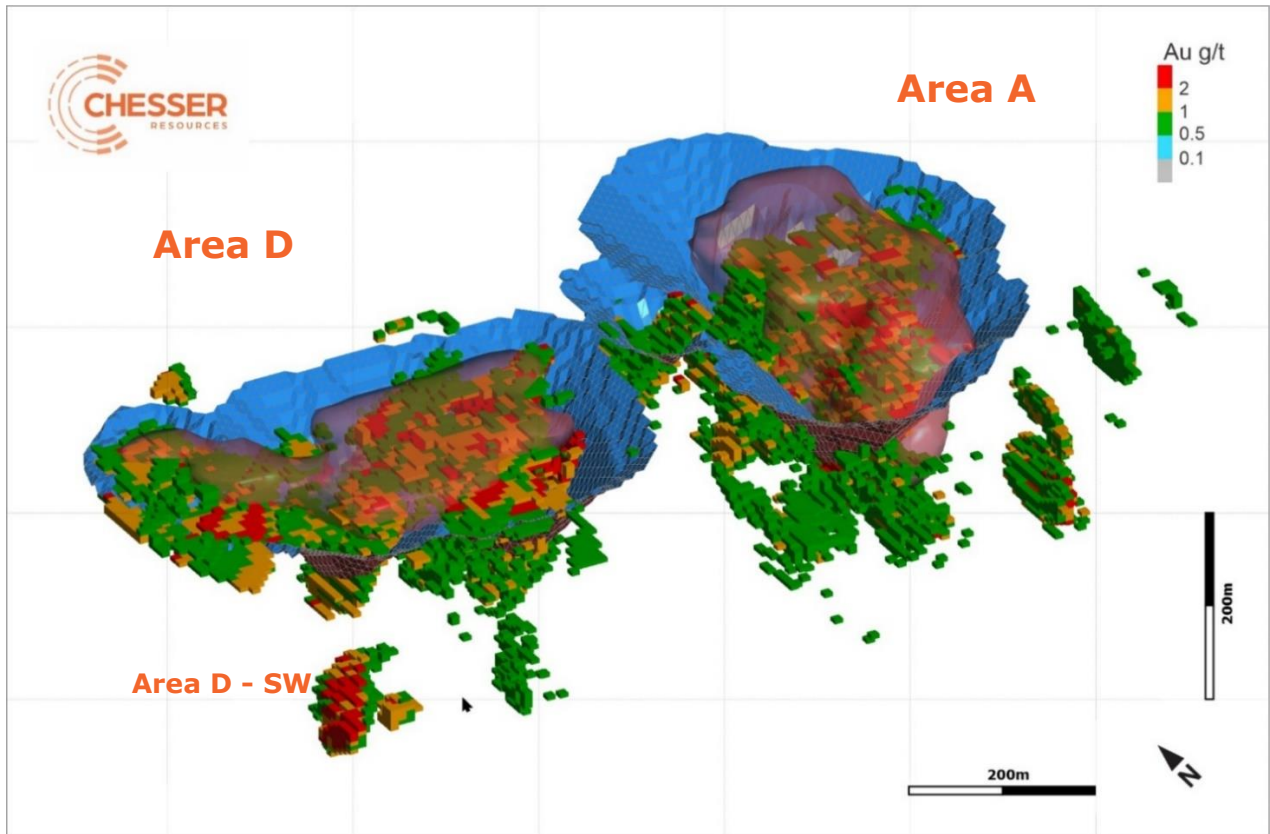 CHESSER
RESOURCES
Area A
Au g/t
2
1
0.5
0.1
Area D
Area D - SW
200m
200m
N